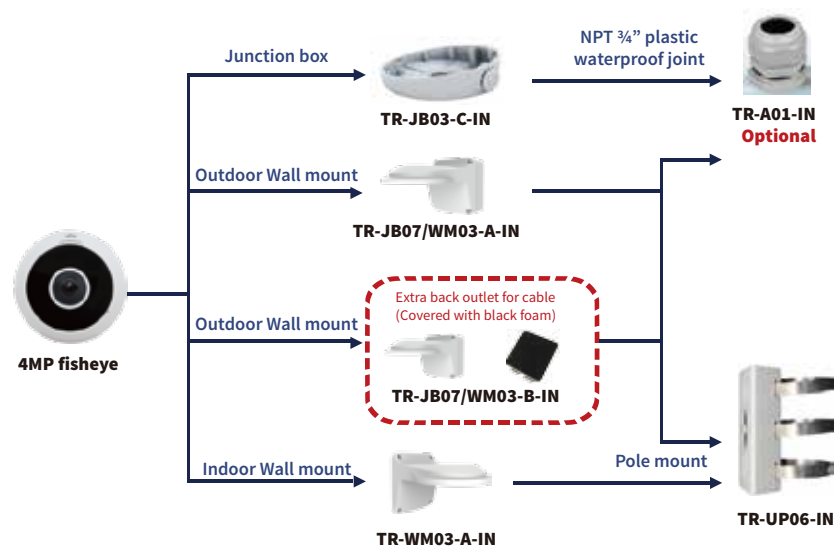 Junction box
TR-JB03-C-IN
NPT ¾” plastic
waterproof joint
TR-A01-IN
Optional
Outdoor Wall mount
TR-JB07/WM03-A-IN
4MP fisheye
Outdoor Wall mount
Extra back outlet for cable
(Covered with black foam)
TR-JB07/WM03-B-IN
Indoor Wall mount
TR-WM03-A-IN
Pole mount
TR-UP06-IN